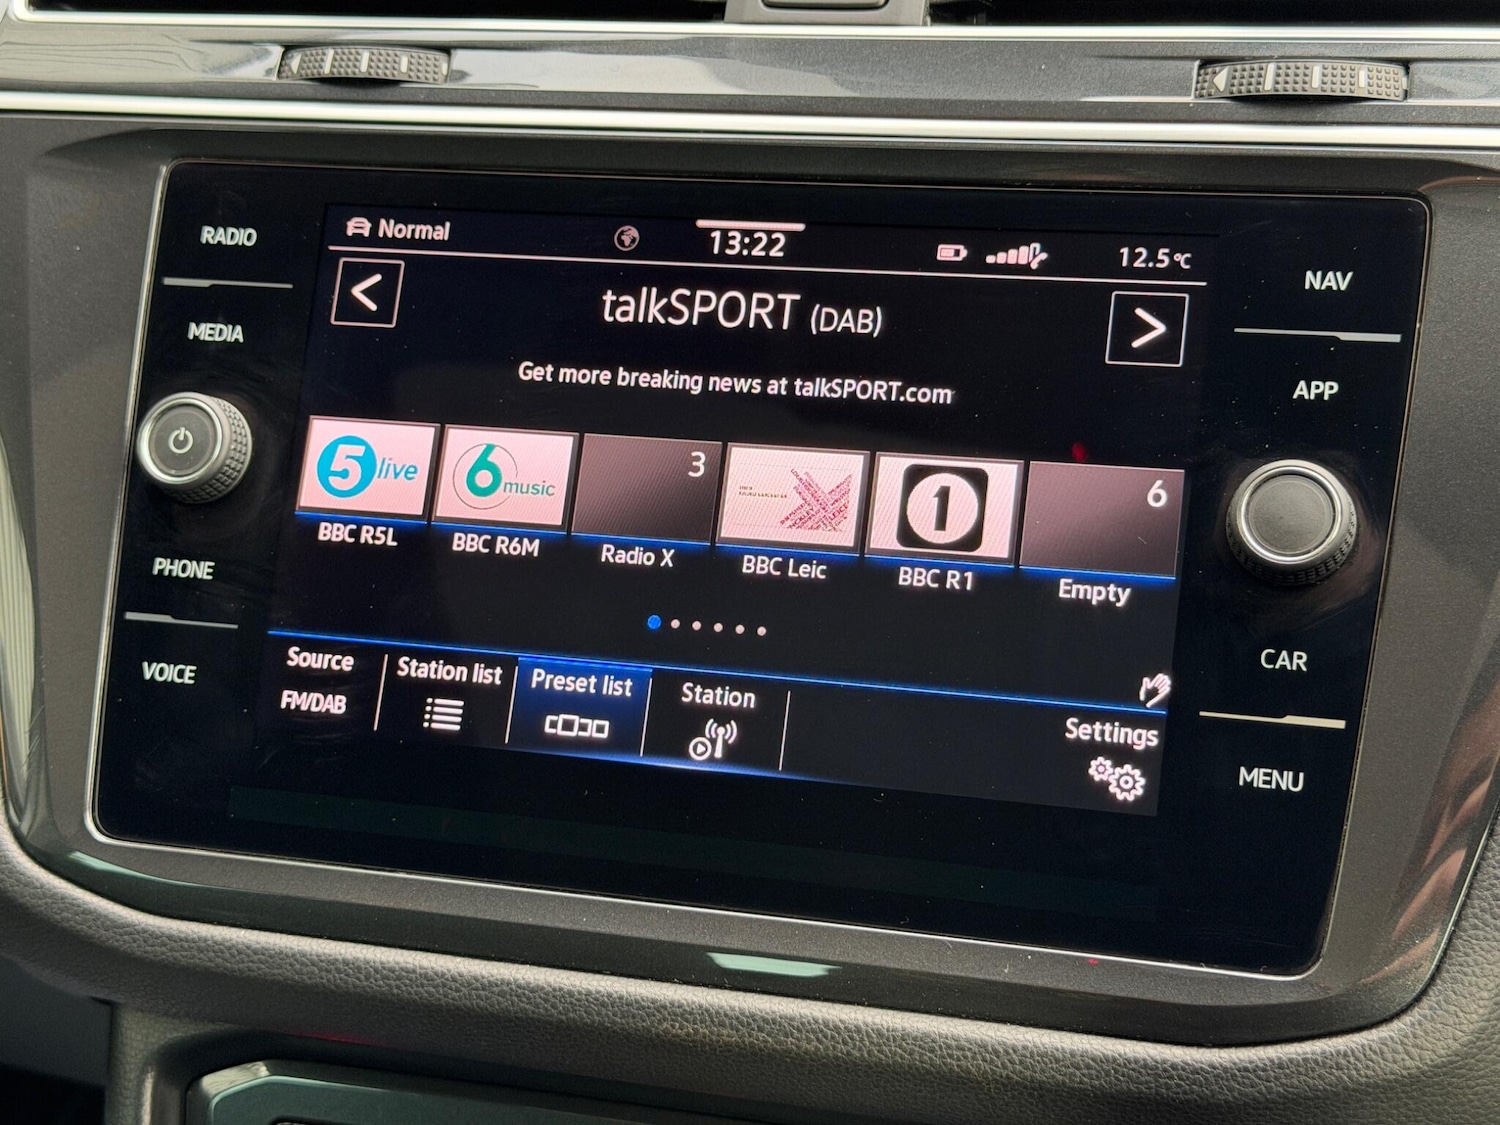 RADIO
MEDIA
PHONE
VOICE
Normal
13:22
12.5°C
talkSPORT (DAB)
Get more breaking news at talkSPORT.com
5 live
6 music
3
1
6
BBC R5L
BBC R6M
Radio X
BBC Leic
BBC R1
Empty
Source
FM/DAB
Station list
Preset list
Station
Settings
NAV
APP
CAR
MENU